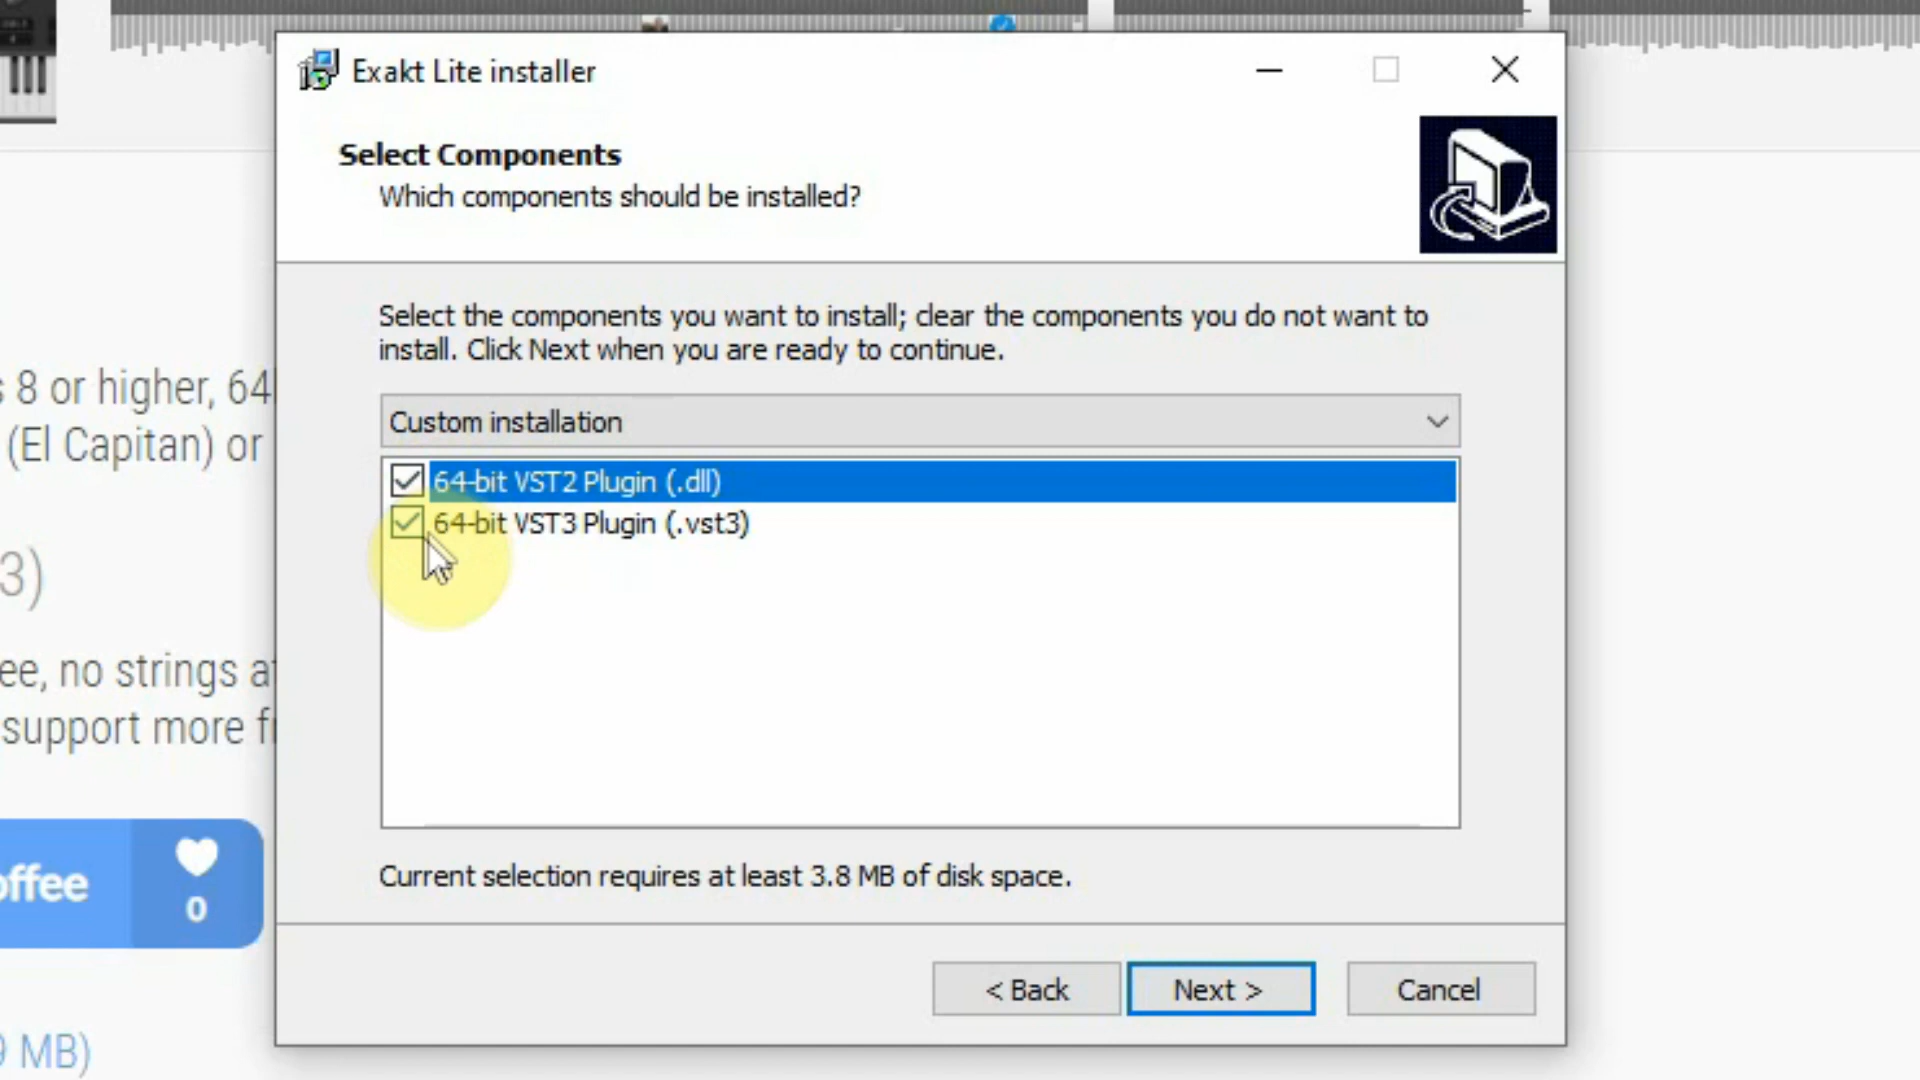 Exakt Lite installer
Select Components
Which components should be installed?
Select the components you want to install; clear the components you do not want to
install. Click Next when you are ready to continue.
Custom installation
64-bit VST2 Plugin (.dll)
64-bit VST3 Plugin (.vst3)
Current selection requires at least 3.8 MB of disk space.
< Back
Next >
Cancel
8 or higher, 64
(El Capitan) or
3)
ee, no strings
support more
offee
0
9 MB)